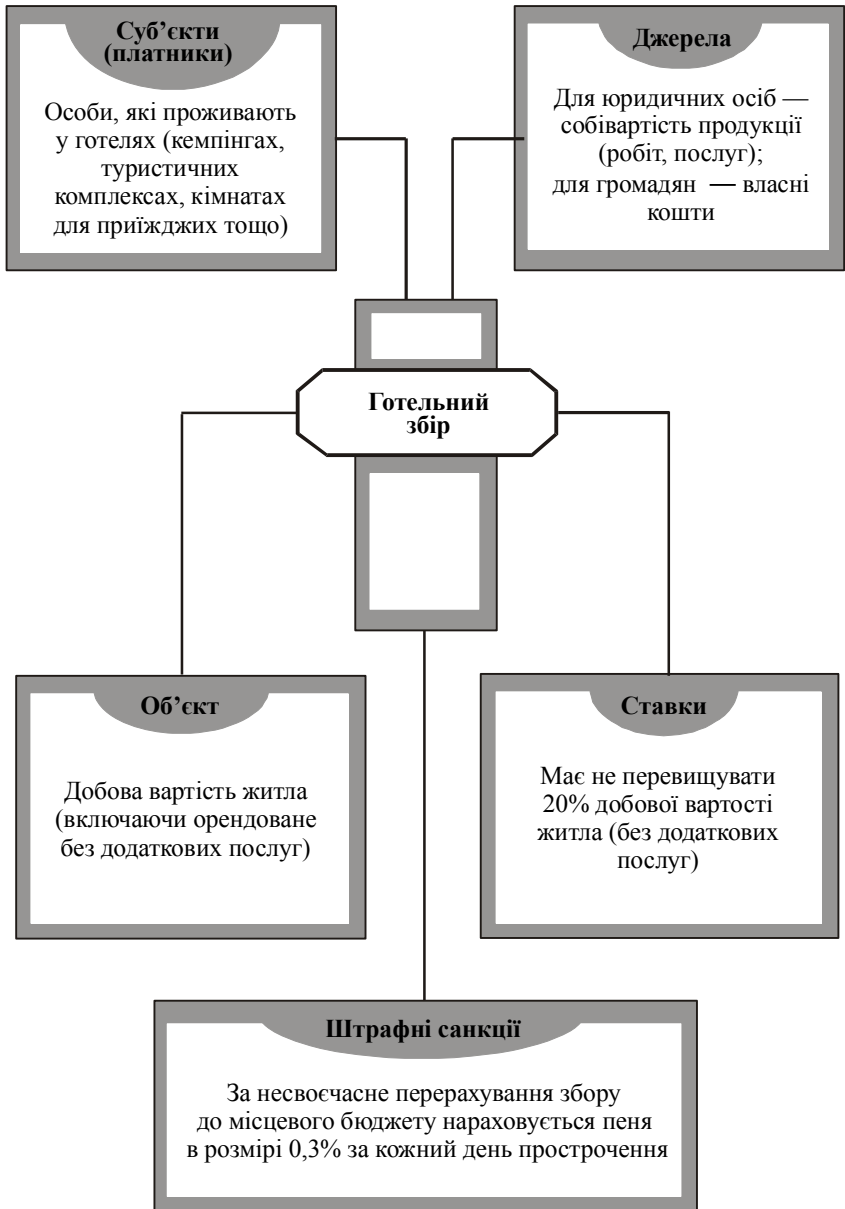 Суб’єкти
(платники)
Особи, які проживають
у готелях (кемпінгах,
туристичних
комплексах, кімнатах
для приїжджих тощо)
Джерела
Для юридичних осіб —
собівартість продукції
(робіт, послуг);
для громадян — власні
кошти
Готельний
збір
Об’єкт
Добова вартість житла
(включаючи орендоване
без додаткових послуг)
Ставки
Має не перевищувати
20% добової вартості
житла (без додаткових
послуг)
Штрафні санкції
За несвоєчасне перерахування збору
до місцевого бюджету нараховується пеня
в розмірі 0,3% за кожний день прострочення